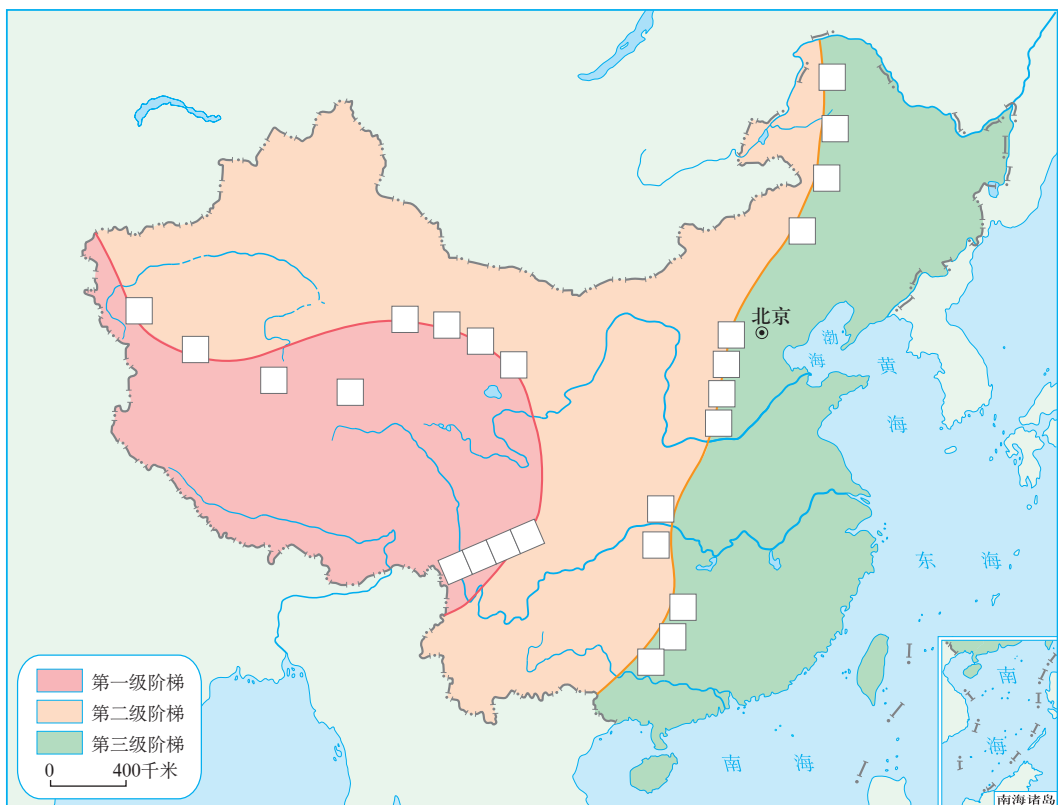 北京
渤
海
黄
海
东 海
南 海
第一级阶梯
第二级阶梯
第三级阶梯
0 400千米
南
海
南海诸岛